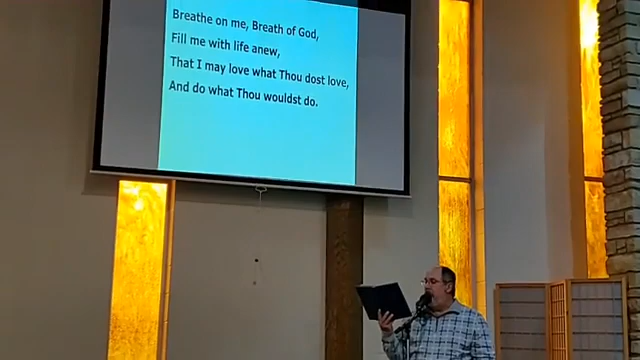 Breathe on me, Breath of God,
Fill me with life anew,
That I may love what Thou dost love,
And do what Thou wouldst do.